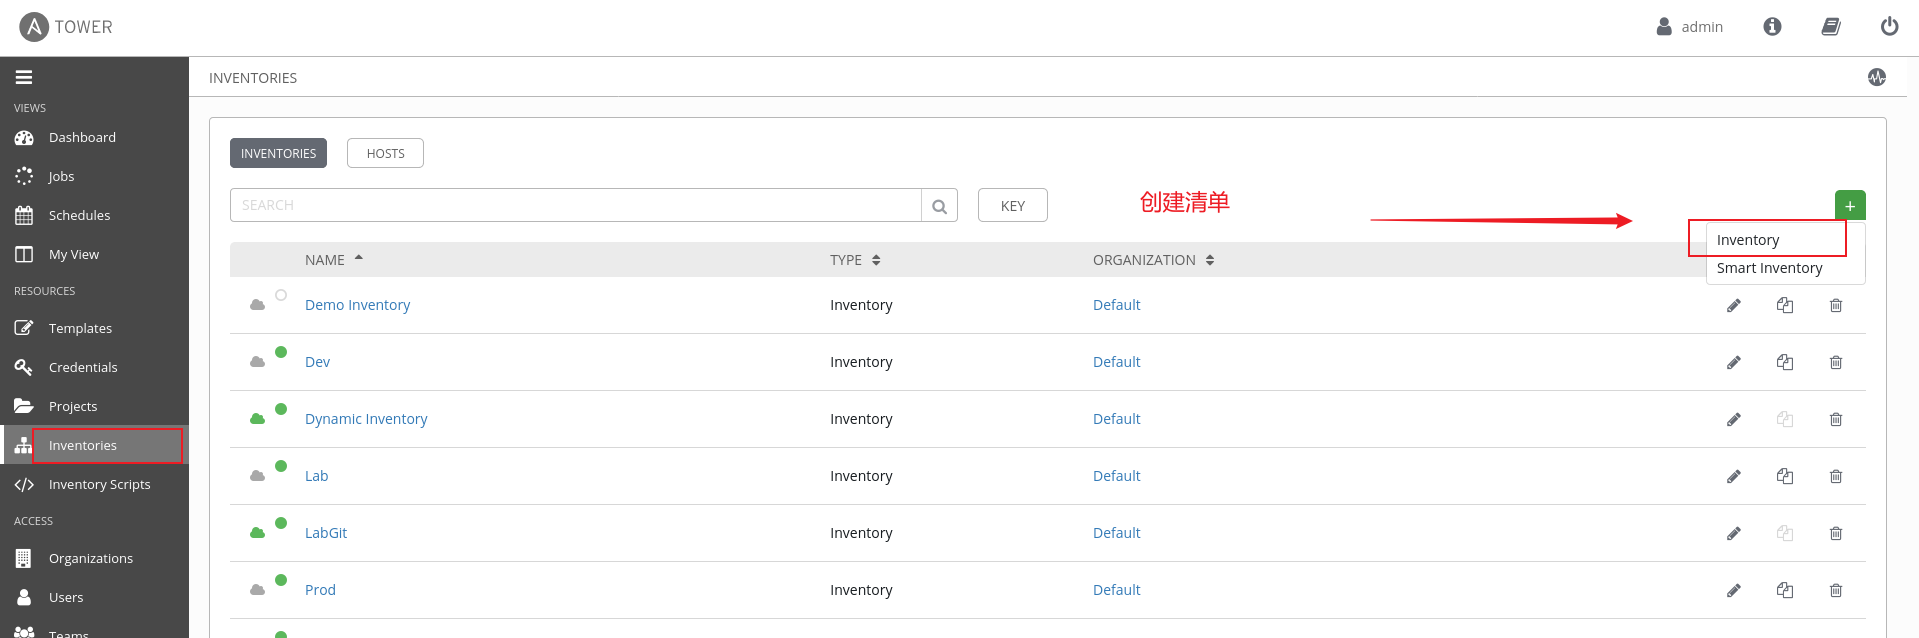 TOWER
admin
VIEWS
Dashboard
Jobs
Schedules
My View
RESOURCES
Templates
Credentials
Projects
Inventories
Inventory Scripts
ACCESS
Organizations
Users
Teams
INVENTORIES
INVENTORIES HOSTS
SEARCH KEY 创建清单 +
Inventory
Smart Inventory
NAME TYPE ORGANIZATION
Demo Inventory Inventory Default
Dev Inventory Default
Dynamic Inventory Inventory Default
Lab Inventory Default
LabGit Inventory Default
Prod Inventory Default